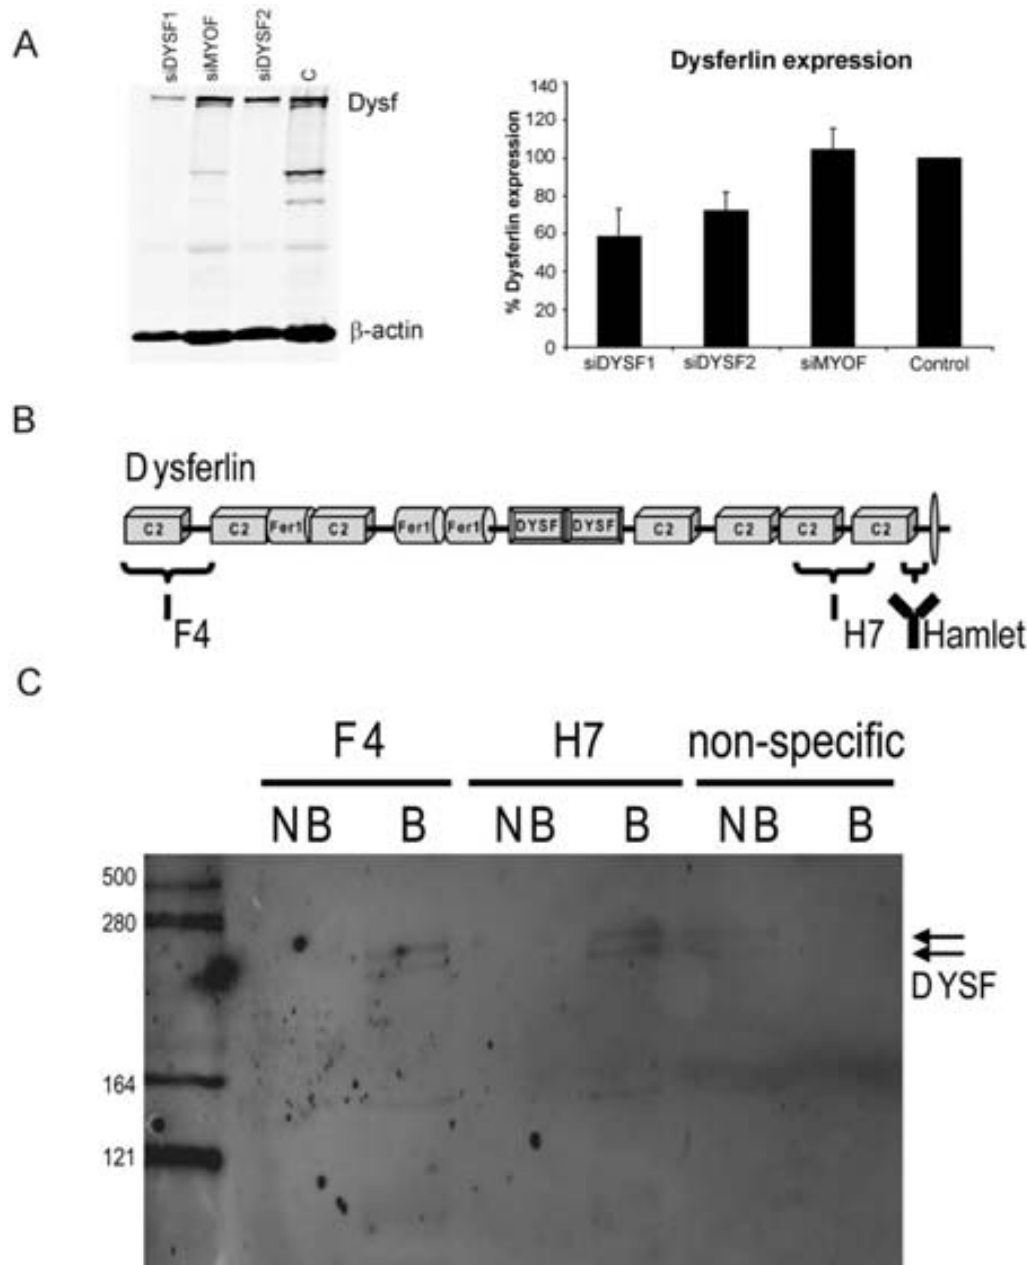 A
siDYSF1
siMYOF
siDYSF2
C
Dysf
β-actin
Dysferlin expression
% Dysferlin expression
140
120
100
80
60
40
20
0
siDYSF1
siDYSF2
siMYOF
Control
B
Dysferlin
C2 C2 Fer1 C2 Fer1 Fer1 DYSF DYSF C2 C2 C2 C2
F4 H7 Hamlet
C
F4 H7 non-specific
NB B NB B NB B
500
280
DYSF
164
121